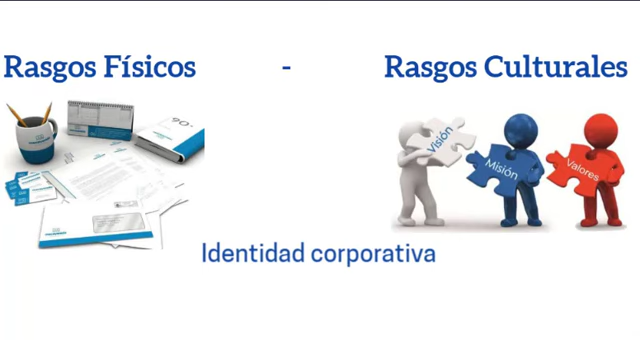 Rasgos Físicos - Rasgos Culturales
Visión
Misión
Valores
Identidad corporativa